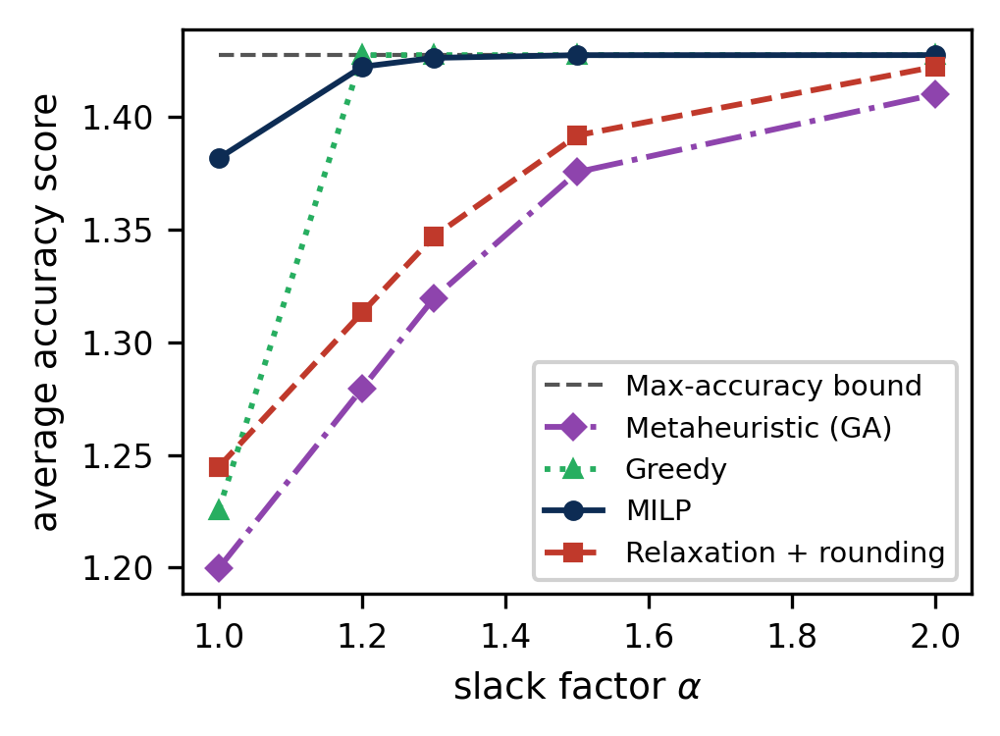 average accuracy score
1.40
1.35
1.30
1.25
1.20
Max-accuracy bound
Metaheuristic (GA)
Greedy
MILP
Relaxation + rounding
1.0 1.2 1.4 1.6 1.8 2.0
slack factor α